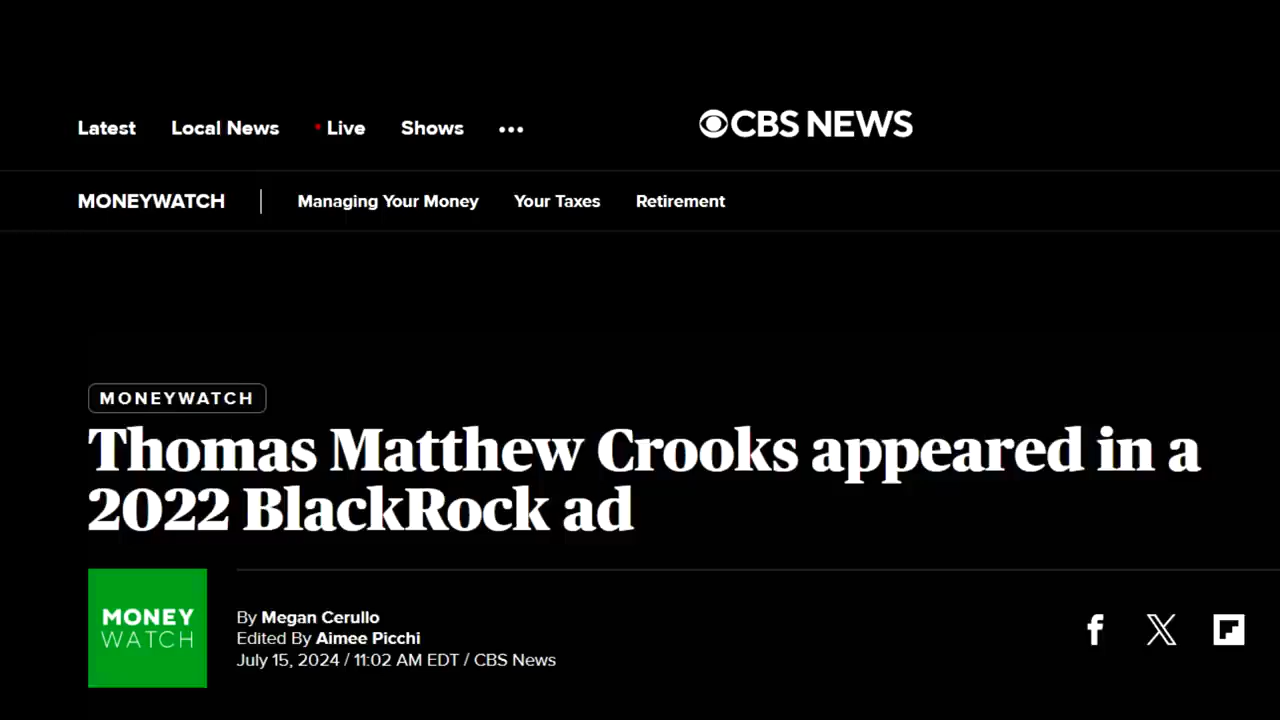 Latest Local News Live Shows •••
CBS NEWS
MONEYWATCH | Managing Your Money Your Taxes Retirement
MONEYWATCH
Thomas Matthew Crooks appeared in a
2022 BlackRock ad
MONEY
WATCH
By Megan Cerullo
Edited By Aimee Picchi
July 15, 2024 / 11:02 AM EDT / CBS News